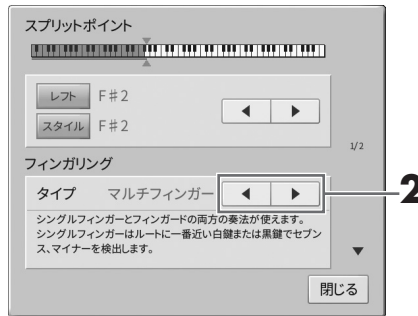 スプリットポイント
レフト F♯2
スタイル F♯2
1/2
フィンガリング
タイプ マルチフィンガー
2
シングルフィンガーとフィンガードの両方の奏法が使えます。
シングルフィンガーはルートに一番近い白鍵または黒鍵でセブン
ス、マイナーを検出します。
閉じる